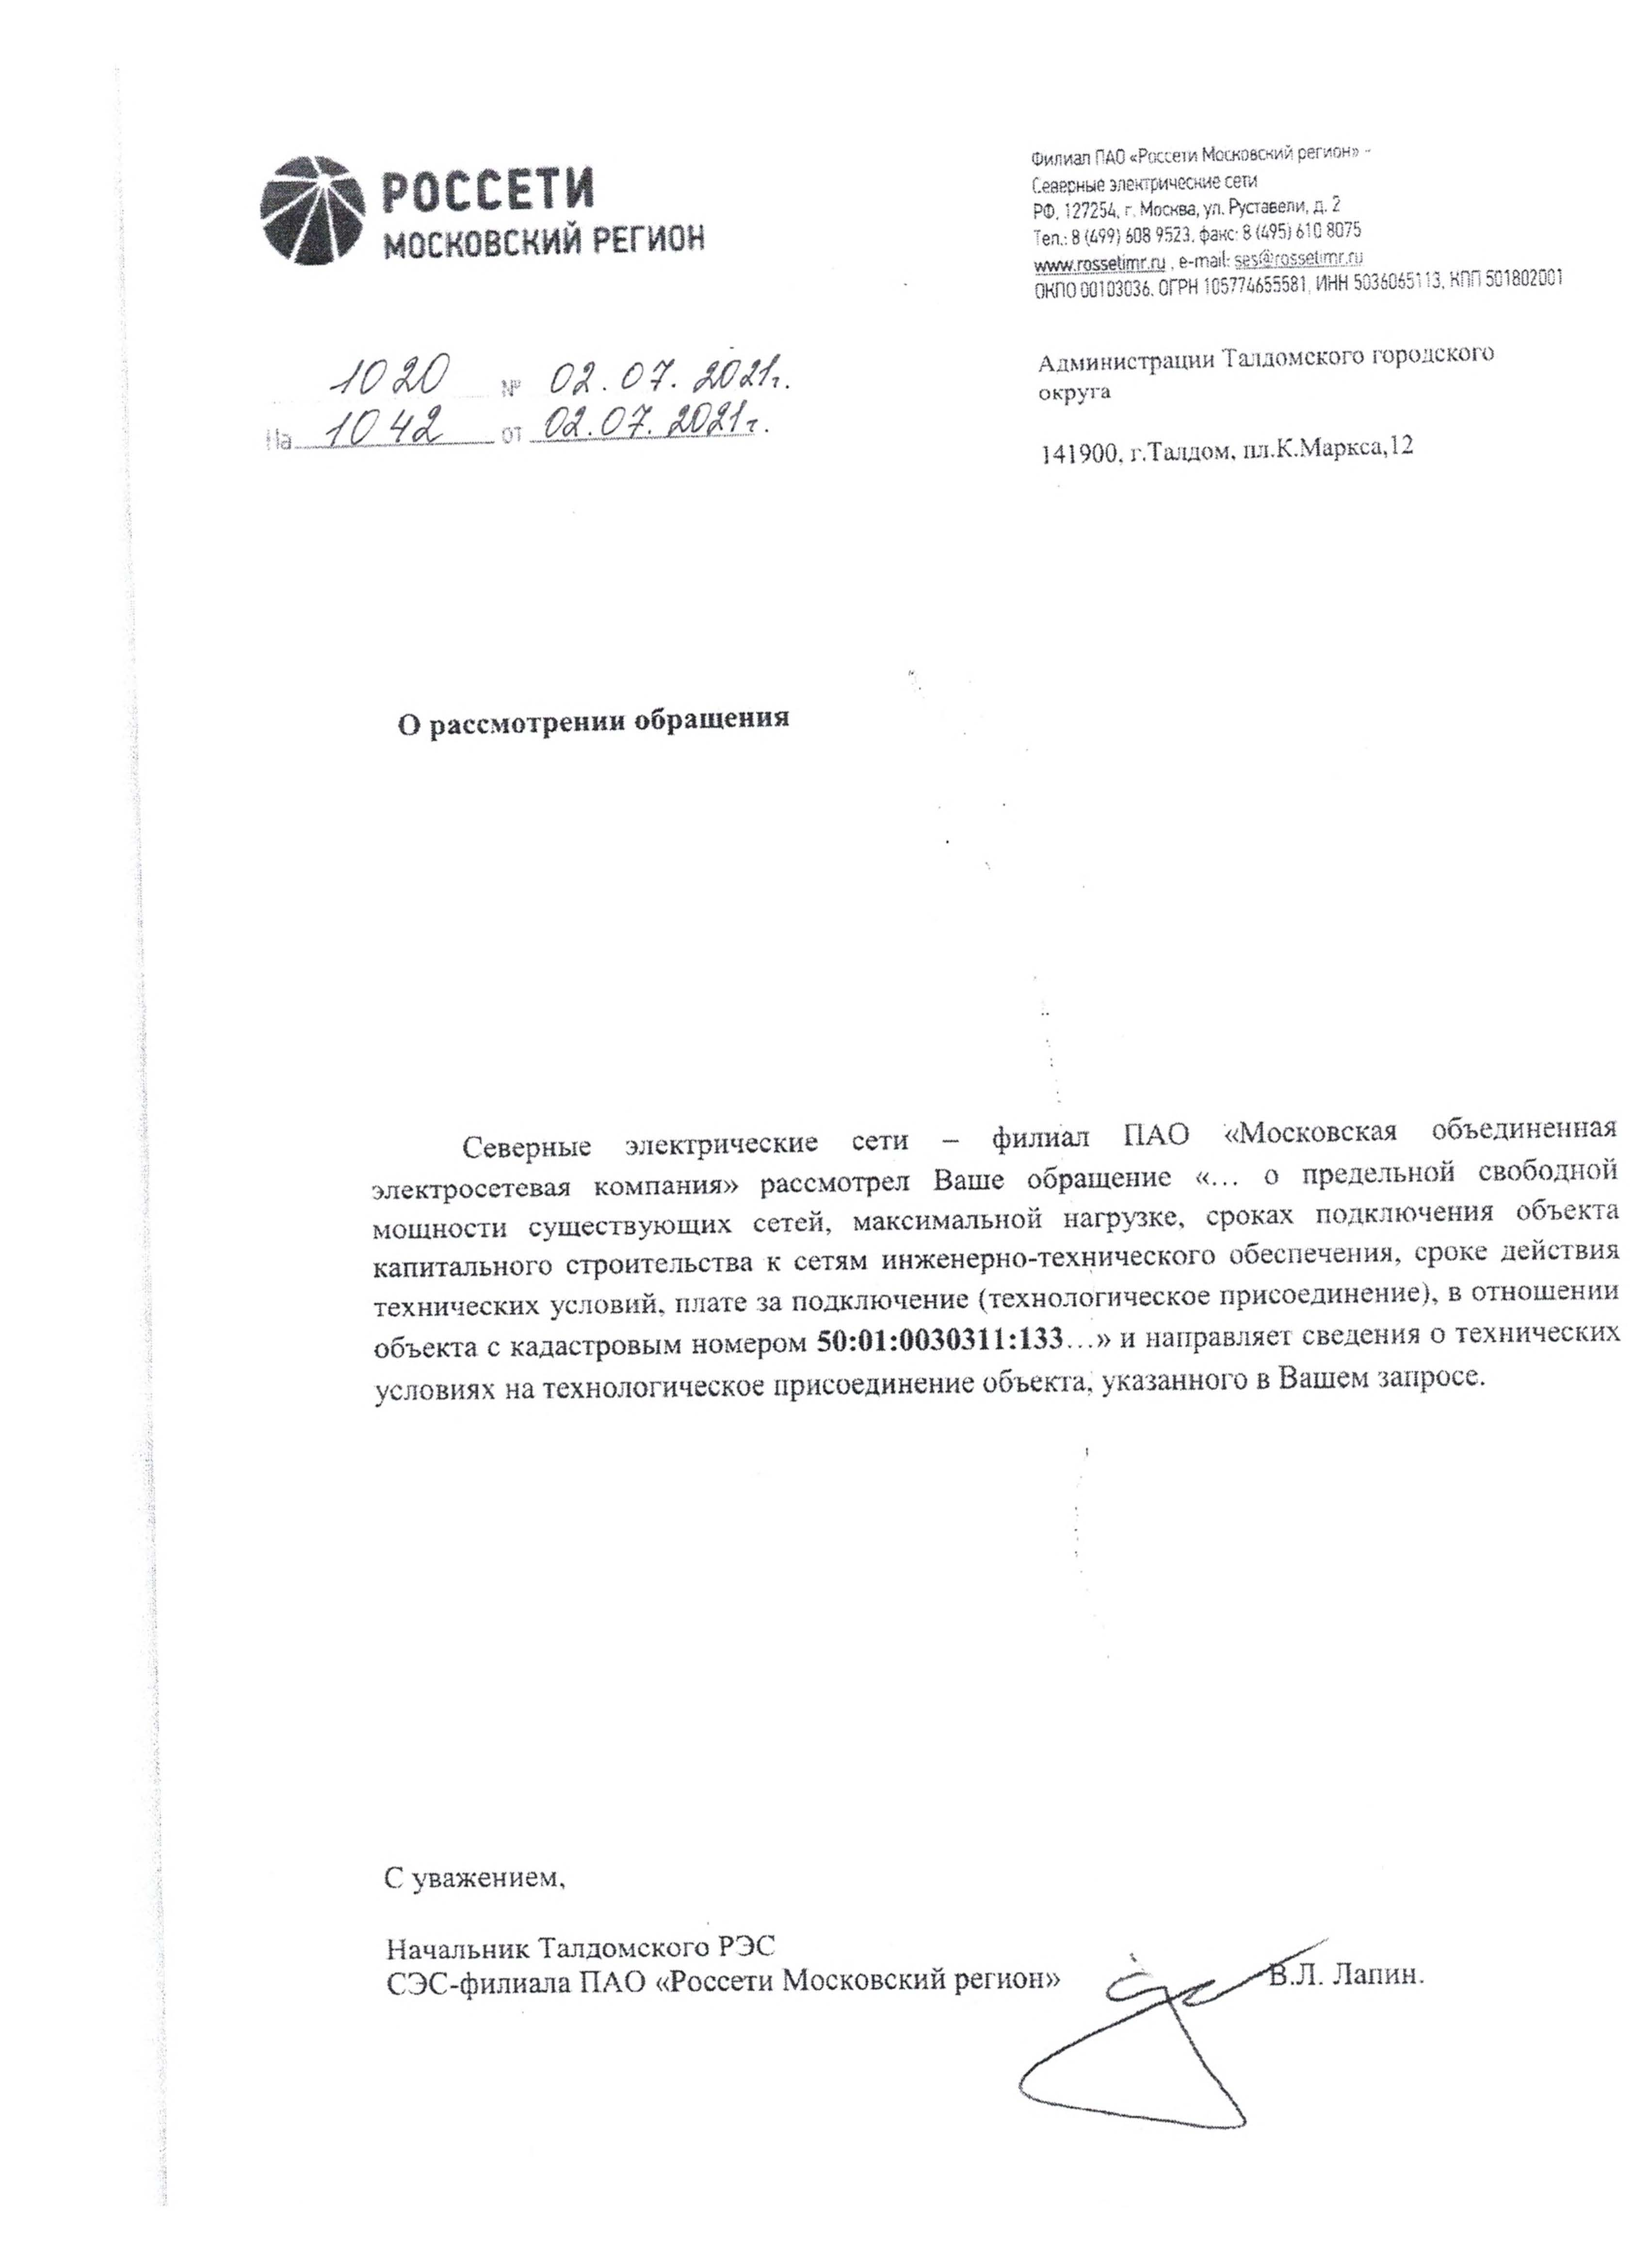 РОССЕТИ
МОСКОВСКИЙ РЕГИОН
Филиал ПАО «Россети Московский регион» -
Северные электрические сети
РФ, 127254, г. Москва, ул. Руставели, д. 2
Тел.: 8 (499) 608 9523, факс: 8 (495) 610 8075
www.rossetimr.ru , e-mail: ses@rossetimr.ru
ОКПО 00103036, ОГРН 105774655581, ИНН 5036065113, КПП 501802001
1020 № 02.07.2021г.
На 1042 от 02.07.2021г.
Администрации Талдомского городского
округа
141900, г.Талдом, пл.К.Маркса,12
О рассмотрении обращения
Северные электрические сети – филиал ПАО «Московская объединенная
электросетевая компания» рассмотрел Ваше обращение «… о предельной свободной
мощности существующих сетей, максимальной нагрузке, сроках подключения объекта
капитального строительства к сетям инженерно-технического обеспечения, сроке действия
технических условий, плате за подключение (технологическое присоединение), в отношении
объекта с кадастровым номером 50:01:0030311:133…» и направляет сведения о технических
условиях на технологическое присоединение объекта, указанного в Вашем запросе.
С уважением,
Начальник Талдомского РЭС
СЭС-филиала ПАО «Россети Московский регион» В.Л. Лапин.